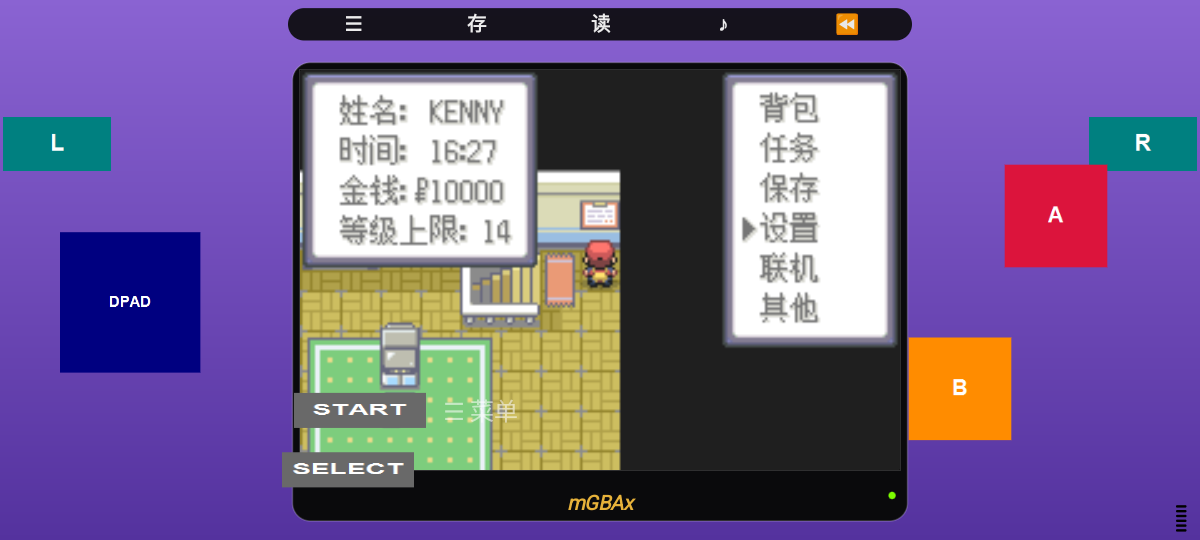 ☰ 存 读 ♪ ⏪
姓名: KENNY
时间: 16:27
金钱: ₽10000
等级上限: 14
背包
任务
保存
▶设置
联机
其他
L
R
A
DPAD
B
START
☰ 菜单
SELECT
mGBAx